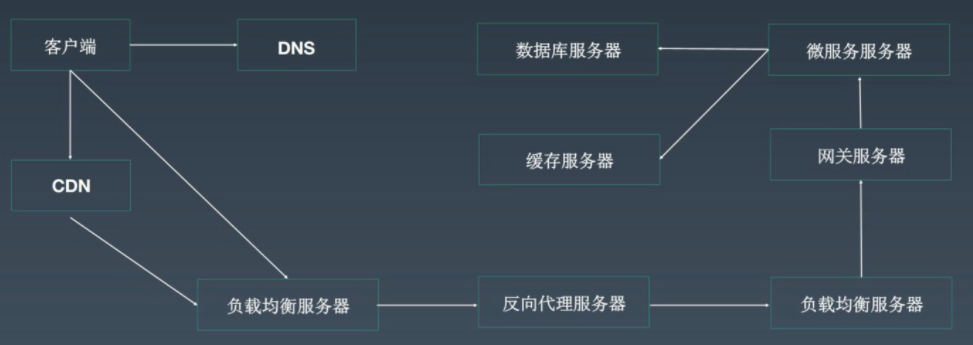 客户端
DNS
数据库服务器
微服务服务器
缓存服务器
网关服务器
CDN
负载均衡服务器
反向代理服务器
负载均衡服务器